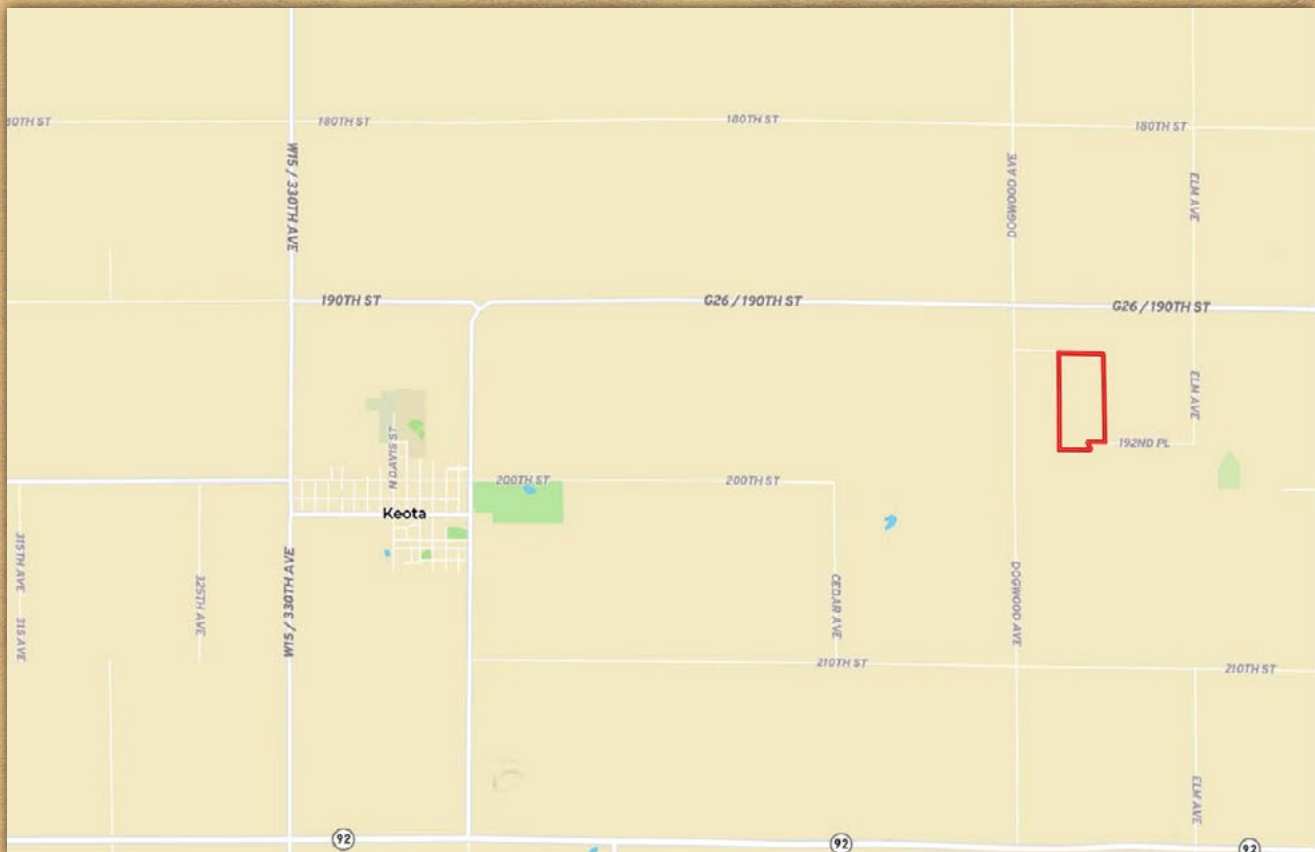 30TH ST
180TH ST
180TH ST
180TH ST
W15 / 330TH AVE
DOGWOOD AVE
ELM AVE
190TH ST
G26 / 190TH ST
G26 / 190TH ST
ELM AVE
N DAVIS ST
192ND PL
200TH ST
200TH ST
Keota
315TH AVE
315 AVE
325TH AVE
W15 / 330TH AVE
CEDAR AVE
DOGWOOD AVE
210TH ST
210TH ST
ELM AVE
92
92
92